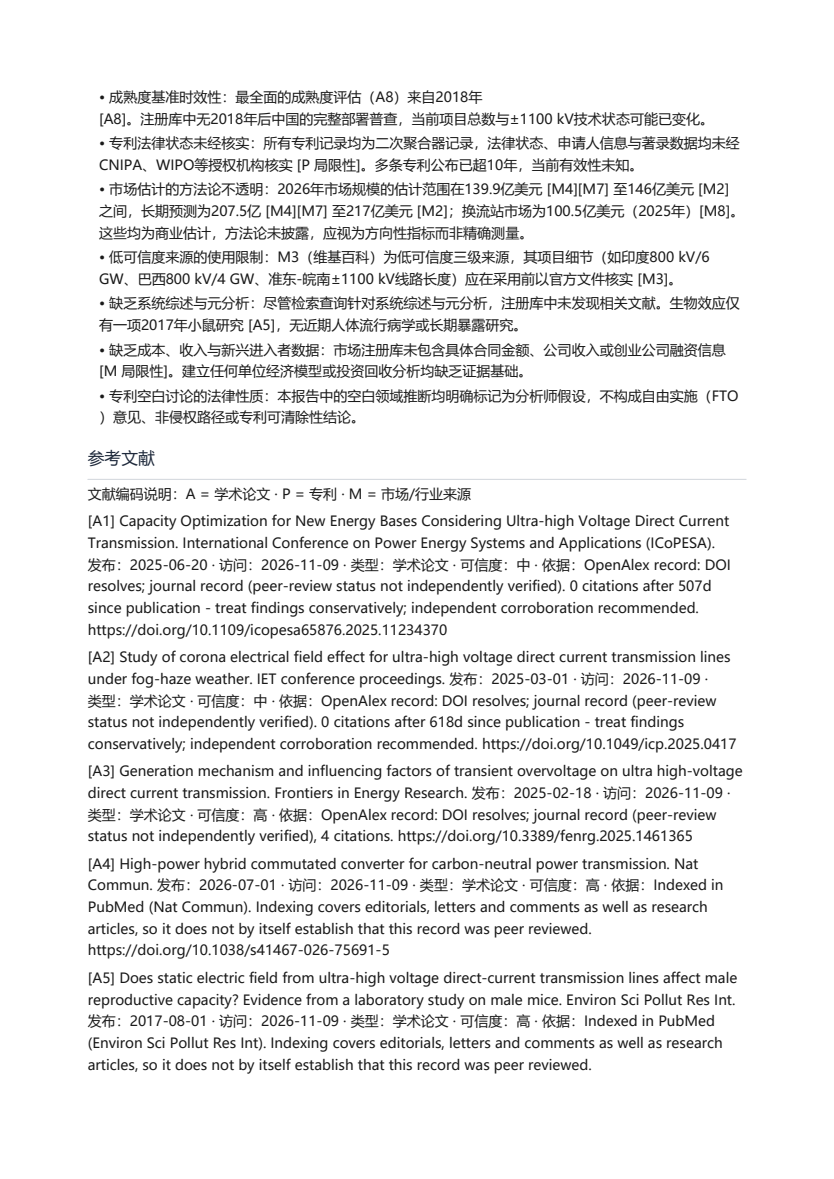 • 成熟度基准时效性：最全面的成熟度评估（A8）来自2018年
[A8]。注册库中无2018年后中国的完整部署普查，当前项目总数与±1100 kV技术状态可能已变化。
• 专利法律状态未经核实：所有专利记录均为二次聚合器记录，法律状态、申请人信息与著录数据均未经
CNIPA、WIPO等授权机构核实 [P 局限性]。多条专利公布已超10年，当前有效性未知。
• 市场估计的方法论不透明：2026年市场规模的估计范围在139.9亿美元 [M4][M7] 至146亿美元 [M2]
之间，长期预测为207.5亿 [M4][M7] 至217亿美元 [M2]；换流站市场为100.5亿美元（2025年）[M8]。
这些均为商业估计，方法论未披露，应视为方向性指标而非精确测量。
• 低可信度来源的使用限制：M3（维基百科）为低可信度三级来源，其项目细节（如印度800 kV/6
GW、巴西800 kV/4 GW、准东-皖南±1100 kV线路长度）应在采用前以官方文件核实 [M3]。
• 缺乏系统综述与元分析：尽管检索查询针对系统综述与元分析，注册库中未发现相关文献。生物效应仅
有一项2017年小鼠研究 [A5]，无近期人体流行病学或长期暴露研究。
• 缺乏成本、收入与新兴进入者数据：市场注册库未包含具体合同金额、公司收入或创业公司融资信息
[M 局限性]。建立任何单位经济模型或投资回收分析均缺乏证据基础。
• 专利空白讨论的法律性质：本报告中的空白领域推断均明确标记为分析师假设，不构成自由实施（FTO
）意见、非侵权路径或专利可清除性结论。
参考文献
文献编码说明：A = 学术论文 · P = 专利 · M = 市场/行业来源
[A1] Capacity Optimization for New Energy Bases Considering Ultra-high Voltage Direct Current
Transmission. International Conference on Power Energy Systems and Applications (ICoPESA).
发布：2025-06-20 · 访问：2026-11-09 · 类型：学术论文 · 可信度：中 · 依据：OpenAlex record: DOI
resolves; journal record (peer-review status not independently verified). 0 citations after 507d
since publication - treat findings conservatively; independent corroboration recommended.
https://doi.org/10.1109/icopesa65876.2025.11234370
[A2] Study of corona electrical field effect for ultra-high voltage direct current transmission lines
under fog-haze weather. IET conference proceedings. 发布：2025-03-01 · 访问：2026-11-09 ·
类型：学术论文 · 可信度：中 · 依据：OpenAlex record: DOI resolves; journal record (peer-review
status not independently verified). 0 citations after 618d since publication - treat findings
conservatively; independent corroboration recommended. https://doi.org/10.1049/icp.2025.0417
[A3] Generation mechanism and influencing factors of transient overvoltage on ultra high-voltage
direct current transmission. Frontiers in Energy Research. 发布：2025-02-18 · 访问：2026-11-09 ·
类型：学术论文 · 可信度：高 · 依据：OpenAlex record: DOI resolves; journal record (peer-review
status not independently verified), 4 citations. https://doi.org/10.3389/fenrg.2025.1461365
[A4] High-power hybrid commutated converter for carbon-neutral power transmission. Nat
Commun. 发布：2026-07-01 · 访问：2026-11-09 · 类型：学术论文 · 可信度：高 · 依据：Indexed in
PubMed (Nat Commun). Indexing covers editorials, letters and comments as well as research
articles, so it does not by itself establish that this record was peer reviewed.
https://doi.org/10.1038/s41467-026-75691-5
[A5] Does static electric field from ultra-high voltage direct-current transmission lines affect male
reproductive capacity? Evidence from a laboratory study on male mice. Environ Sci Pollut Res Int.
发布：2017-08-01 · 访问：2026-11-09 · 类型：学术论文 · 可信度：高 · 依据：Indexed in PubMed
(Environ Sci Pollut Res Int). Indexing covers editorials, letters and comments as well as research
articles, so it does not by itself establish that this record was peer reviewed.